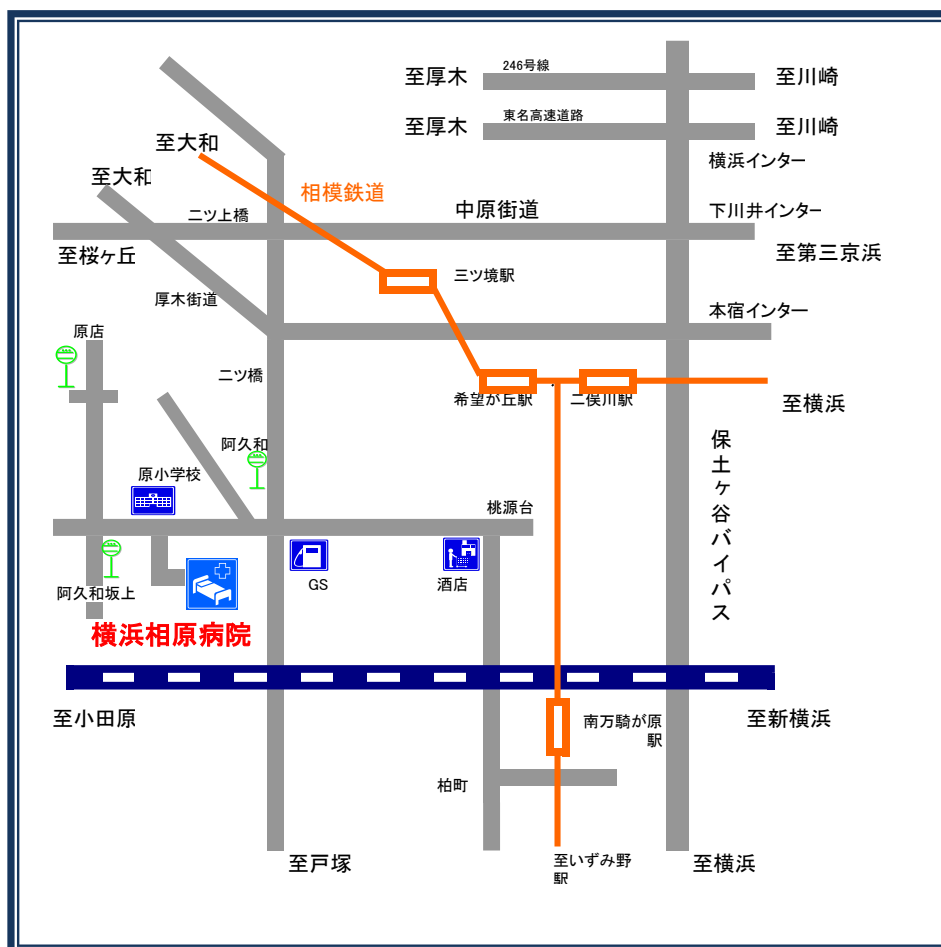 246号線
至厚木
至川崎
東名高速道路
至厚木
至川崎
至大和
横浜インター
至大和
相模鉄道
二ツ上橋
中原街道
下川井インター
至桜ヶ丘
至第三京浜
三ツ境駅
厚木街道
本宿インター
原店
二ツ橋
希望が丘駅
二俣川駅
至横浜
阿久和
保土ヶ谷バイパス
原小学校
桃源台
GS
酒店
阿久和坂上
横浜相原病院
至小田原
南万騎が原
駅
至新横浜
柏町
至戸塚
至いずみ野
駅
至横浜